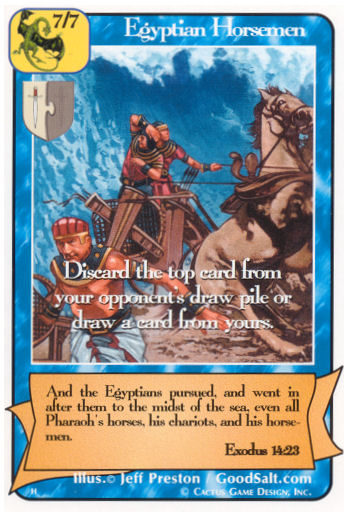 7/7
Egyptian Horsemen
Discard the top card from
your opponent's draw pile or
draw a card from yours.
And the Egyptians pursued, and went in
after them to the midst of the sea, even all
Pharaoh's horses, his chariots, and his horse-
men.
Exodus 14:23
Illus.© Jeff Preston / GoodSalt.com
H
© Cactus Game Design, Inc.